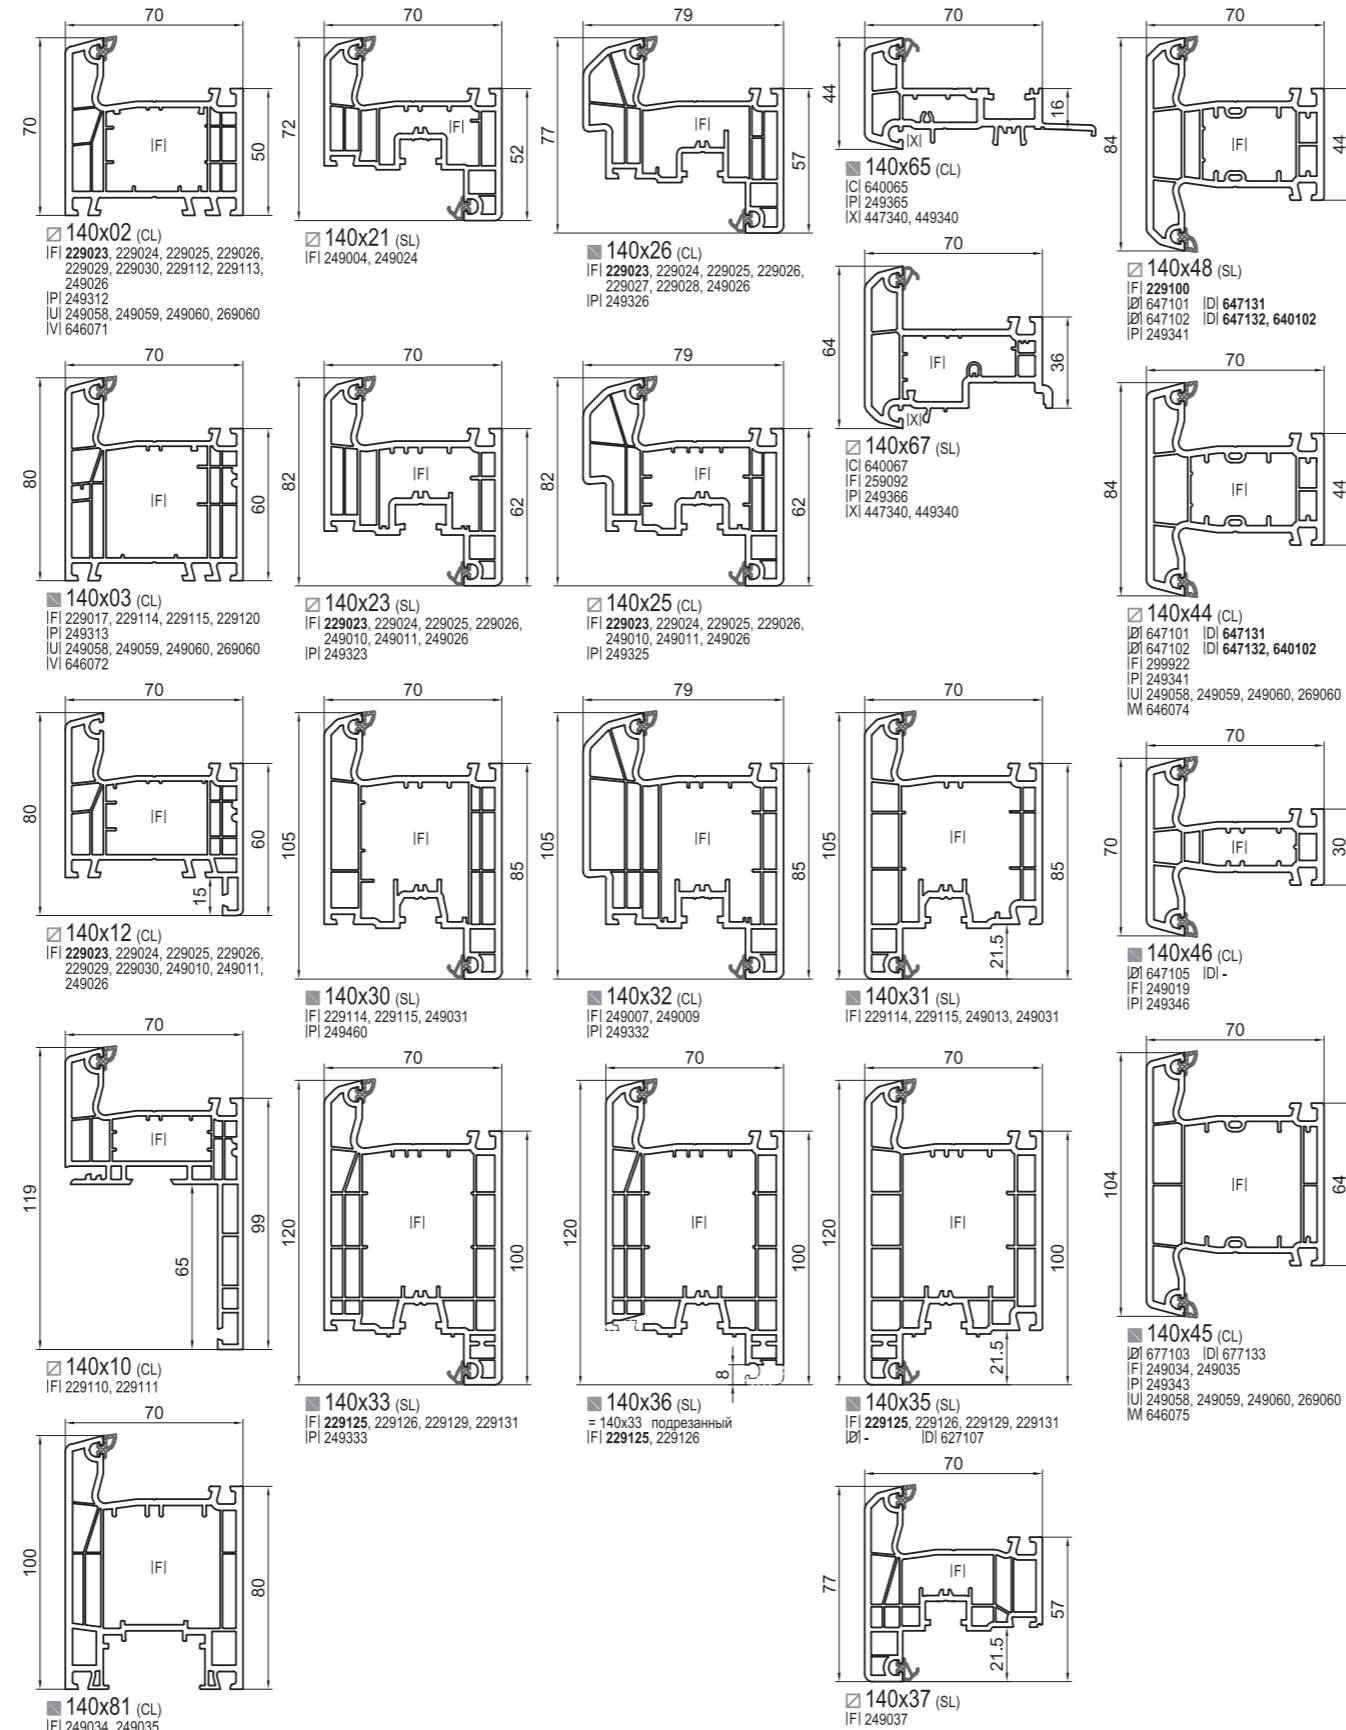 70
70
79
70
70
70
50
|F|
72
52
|F|
77
57
|F|
44
16
|X|
84
44
|F|
140x02 (CL)
|F| 229023, 229024, 229025, 229026,
229029, 229030, 229112, 229113,
249026
|P| 249312
|U| 249058, 249059, 249060, 269060
|V| 646071
140x21 (SL)
|F| 249004, 249024
140x26 (CL)
|F| 229023, 229024, 229025, 229026,
229027, 229028, 249026
|P| 249326
140x65 (CL)
|C| 640065
|P| 249365
|X| 447340, 449340
140x48 (SL)
|F| 229100
|D| 647101 |D| 647131
|D| 647102 |D| 647132, 640102
|P| 249341
70
70
79
70
70
80
60
|F|
82
62
|F|
82
62
|F|
64
36
|F|
|X|
84
44
|F|
140x03 (CL)
|F| 229017, 229114, 229115, 229120
|P| 249313
|U| 249058, 249059, 249060, 269060
|V| 646072
140x23 (SL)
|F| 229023, 229024, 229025, 229026,
249010, 249011, 249026
|P| 249323
140x25 (CL)
|F| 229023, 229024, 229025, 229026,
249010, 249011, 249026
|P| 249325
140x67 (SL)
|C| 640067
|F| 259092
|P| 249366
|X| 447340, 449340
140x44 (CL)
|D| 647101 |D| 647131
|D| 647102 |D| 647132, 640102
|F| 299922
|P| 249341
|U| 249058, 249059, 249060, 269060
|W| 646074
70
70
79
70
70
80
60
15
|F|
105
85
|F|
105
85
|F|
105
85
21.5
|F|
70
30
|F|
140x12 (CL)
|F| 229023, 229024, 229025, 229026,
229029, 229030, 249010, 249011,
249026
140x30 (SL)
|F| 229114, 229115, 249031
|P| 249460
140x32 (CL)
|F| 249007, 249009
|P| 249332
140x31 (SL)
|F| 229114, 229115, 249013, 249031
140x46 (CL)
|D| 647105 |D| -
|F| 249019
|P| 249346
70
70
70
70
70
119
99
65
|F|
120
100
|F|
120
100
8
|F|
120
100
21.5
|F|
104
64
|F|
140x10 (CL)
|F| 229110, 229111
140x33 (SL)
|F| 229125, 229126, 229129, 229131
|P| 249333
140x36 (SL)
= 140x33 подрезанный
|F| 229125, 229126
140x35 (SL)
|F| 229125, 229126, 229129, 229131
|D| - |D| 627107
140x45 (CL)
|D| 677103 |D| 677133
|F| 249034, 249035
|P| 249343
|U| 249058, 249059, 249060, 269060
|W| 646075
70
70
100
80
|F|
77
57
21.5
|F|
140x81 (CL)
|F| 249034, 249035
140x37 (SL)
|F| 249037